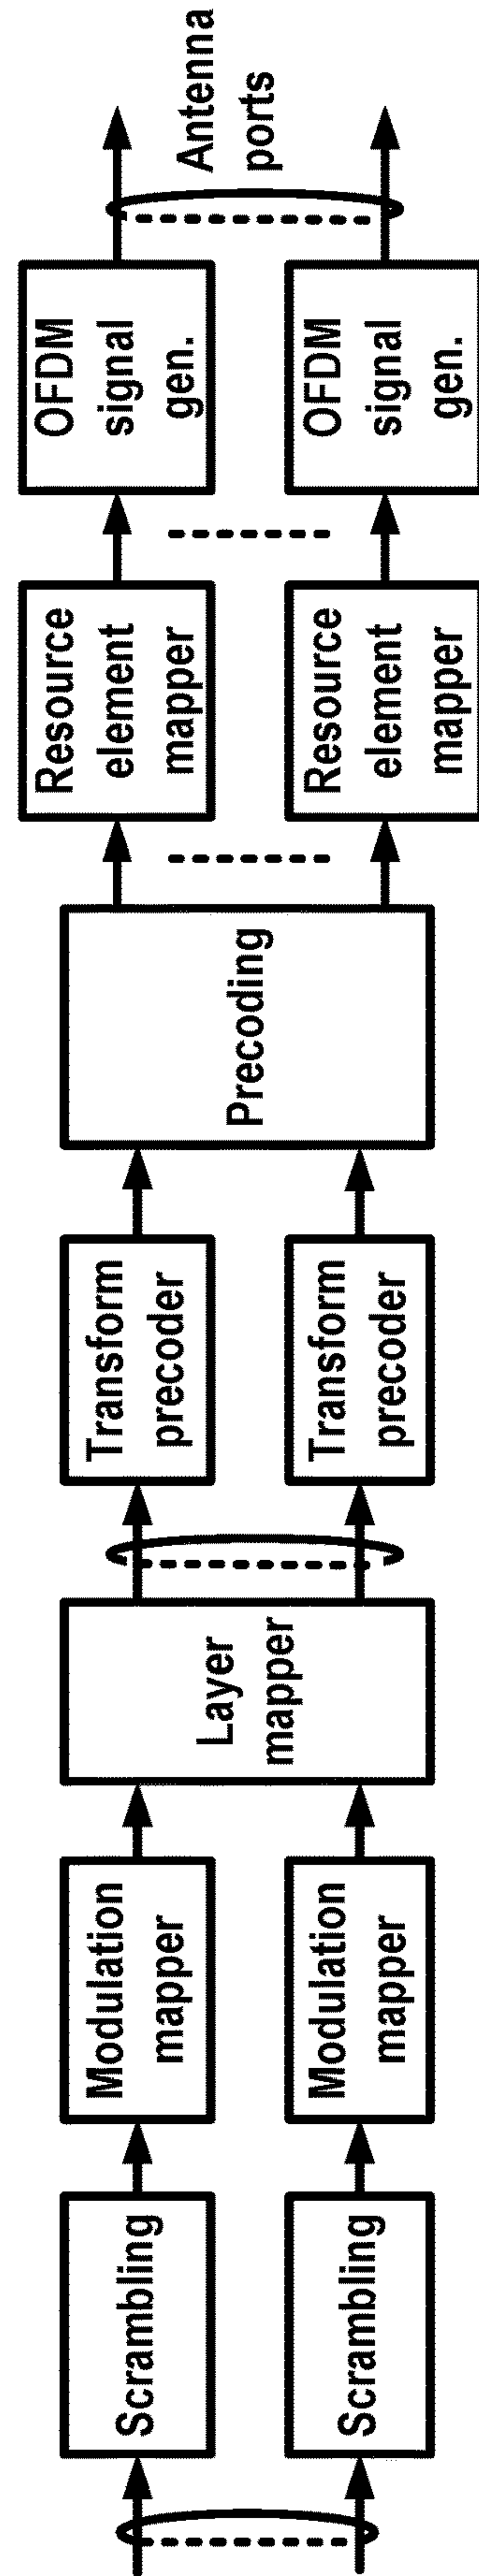 Scrambling
Scrambling
Modulation
mapper
Modulation
mapper
Layer
mapper
Transform
precoder
Transform
precoder
Precoding
Resource
element
mapper
Resource
element
mapper
OFDM
signal
gen.
OFDM
signal
gen.
Antenna
ports